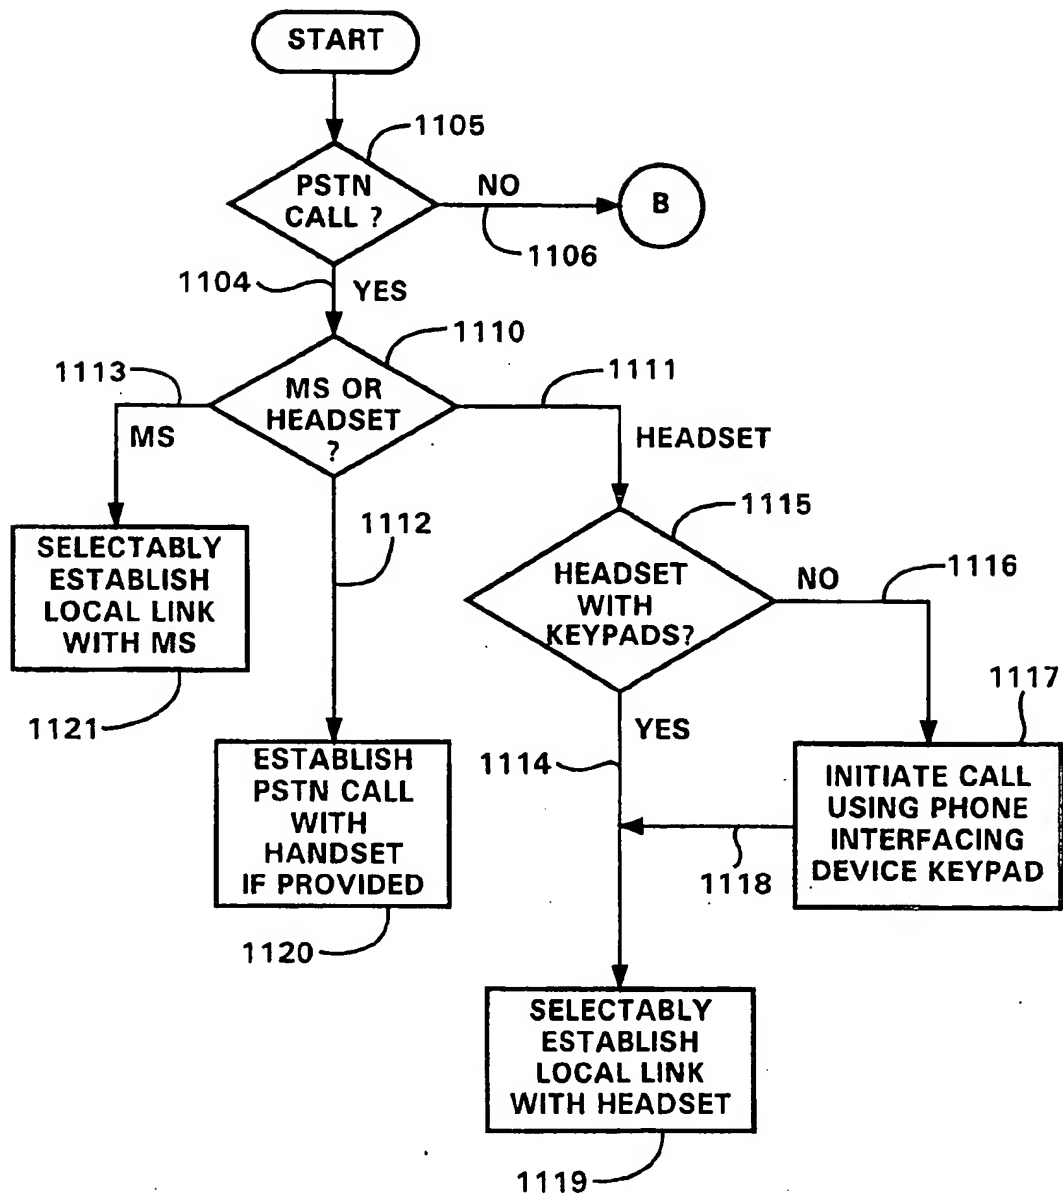 START
1105
PSTN
CALL ?
NO
B
1106
1104
YES
1110
1113
1111
MS OR
HEADSET
?
MS
HEADSET
1112
1115
SELECTABLY
ESTABLISH
LOCAL LINK
WITH MS
1121
HEADSET
WITH
KEYPADS?
NO
1116
YES
1114
1117
ESTABLISH
PSTN CALL
WITH
HANDSET
IF PROVIDED
1120
INITIATE CALL
USING PHONE
INTERFACING
DEVICE KEYPAD
1118
SELECTABLY
ESTABLISH
LOCAL LINK
WITH HEADSET
1119